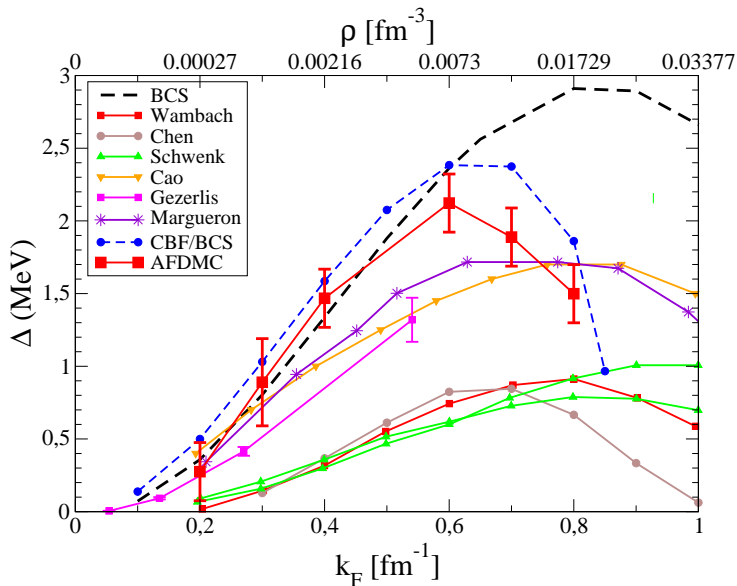 ρ [fm-3]
0 0.00027 0.00216 0.0073 0.01729 0.03377
3
2,5
2
1,5
1
0,5
0
Δ (MeV)
BCS
Wambach
Chen
Schwenk
Cao
Gezerlis
Margueron
CBF/BCS
AFDMC
0,2 0,4 0,6 0,8 1
kF [fm-1]